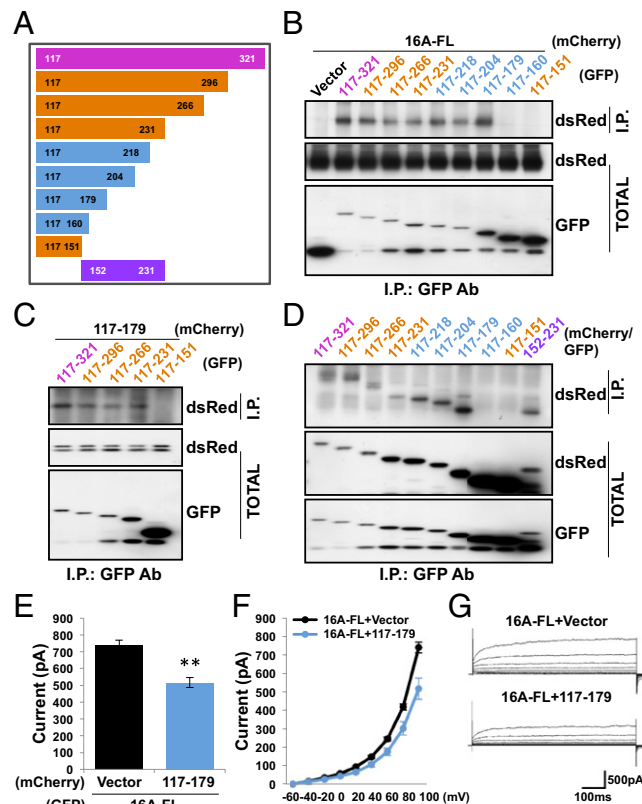 A
117 321
117 296
117 266
117 231
117 218
117 204
117 179
117 160
117 151
152 231
B
16A-FL (mCherry)
Vector 117-321 117-296 117-266 117-231 117-218 117-204 117-179 117-160 117-151 (GFP)
dsRed I.P.
dsRed
GFP
TOTAL
I.P.: GFP Ab
C
117-179 (mCherry)
117-321 117-296 117-266 117-231 117-151 (GFP)
dsRed I.P.
dsRed
GFP
TOTAL
I.P.: GFP Ab
D
117-321 117-296 117-266 117-231 117-218 117-204 117-179 117-160 117-151 152-231 (mCherry/
GFP)
dsRed I.P.
dsRed
GFP
TOTAL
I.P.: GFP Ab
E
Current (pA)
900
800
700
600
500
400
300
200
100
0
**
(mCherry) Vector 117-179
(GFP) 16A-FL
F
Current (pA)
16A-FL+Vector
16A-FL+117-179
900
800
700
600
500
400
300
200
100
0
-60 -40 -20 0 20 40 60 80 100 (mV)
G
16A-FL+Vector
16A-FL+117-179
500pA
100ms